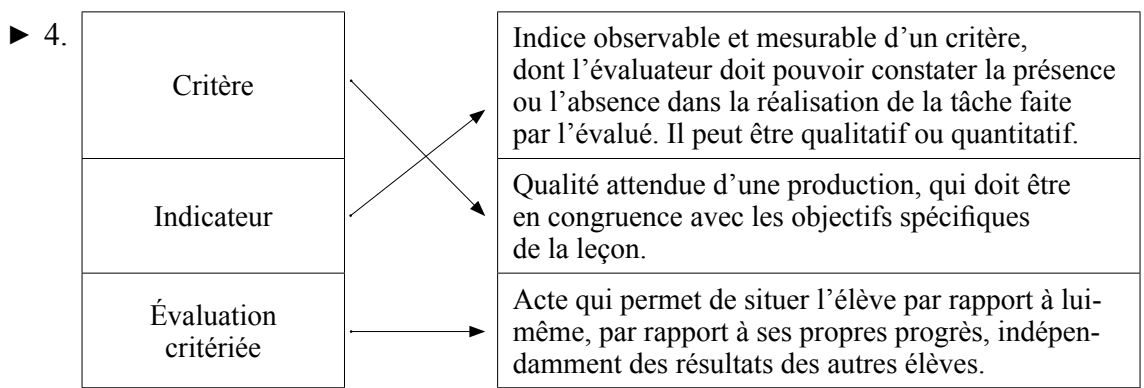 ► 4.
Critère
Indice observable et mesurable d’un critère,
dont l’évaluateur doit pouvoir constater la présence
ou l’absence dans la réalisation de la tâche faite
par l’évalué. Il peut être qualitatif ou quantitatif.
Indicateur
Qualité attendue d’une production, qui doit être
en congruence avec les objectifs spécifiques
de la leçon.
Évaluation
critériée
Acte qui permet de situer l’élève par rapport à lui-
même, par rapport à ses propres progrès, indépen-
damment des résultats des autres élèves.